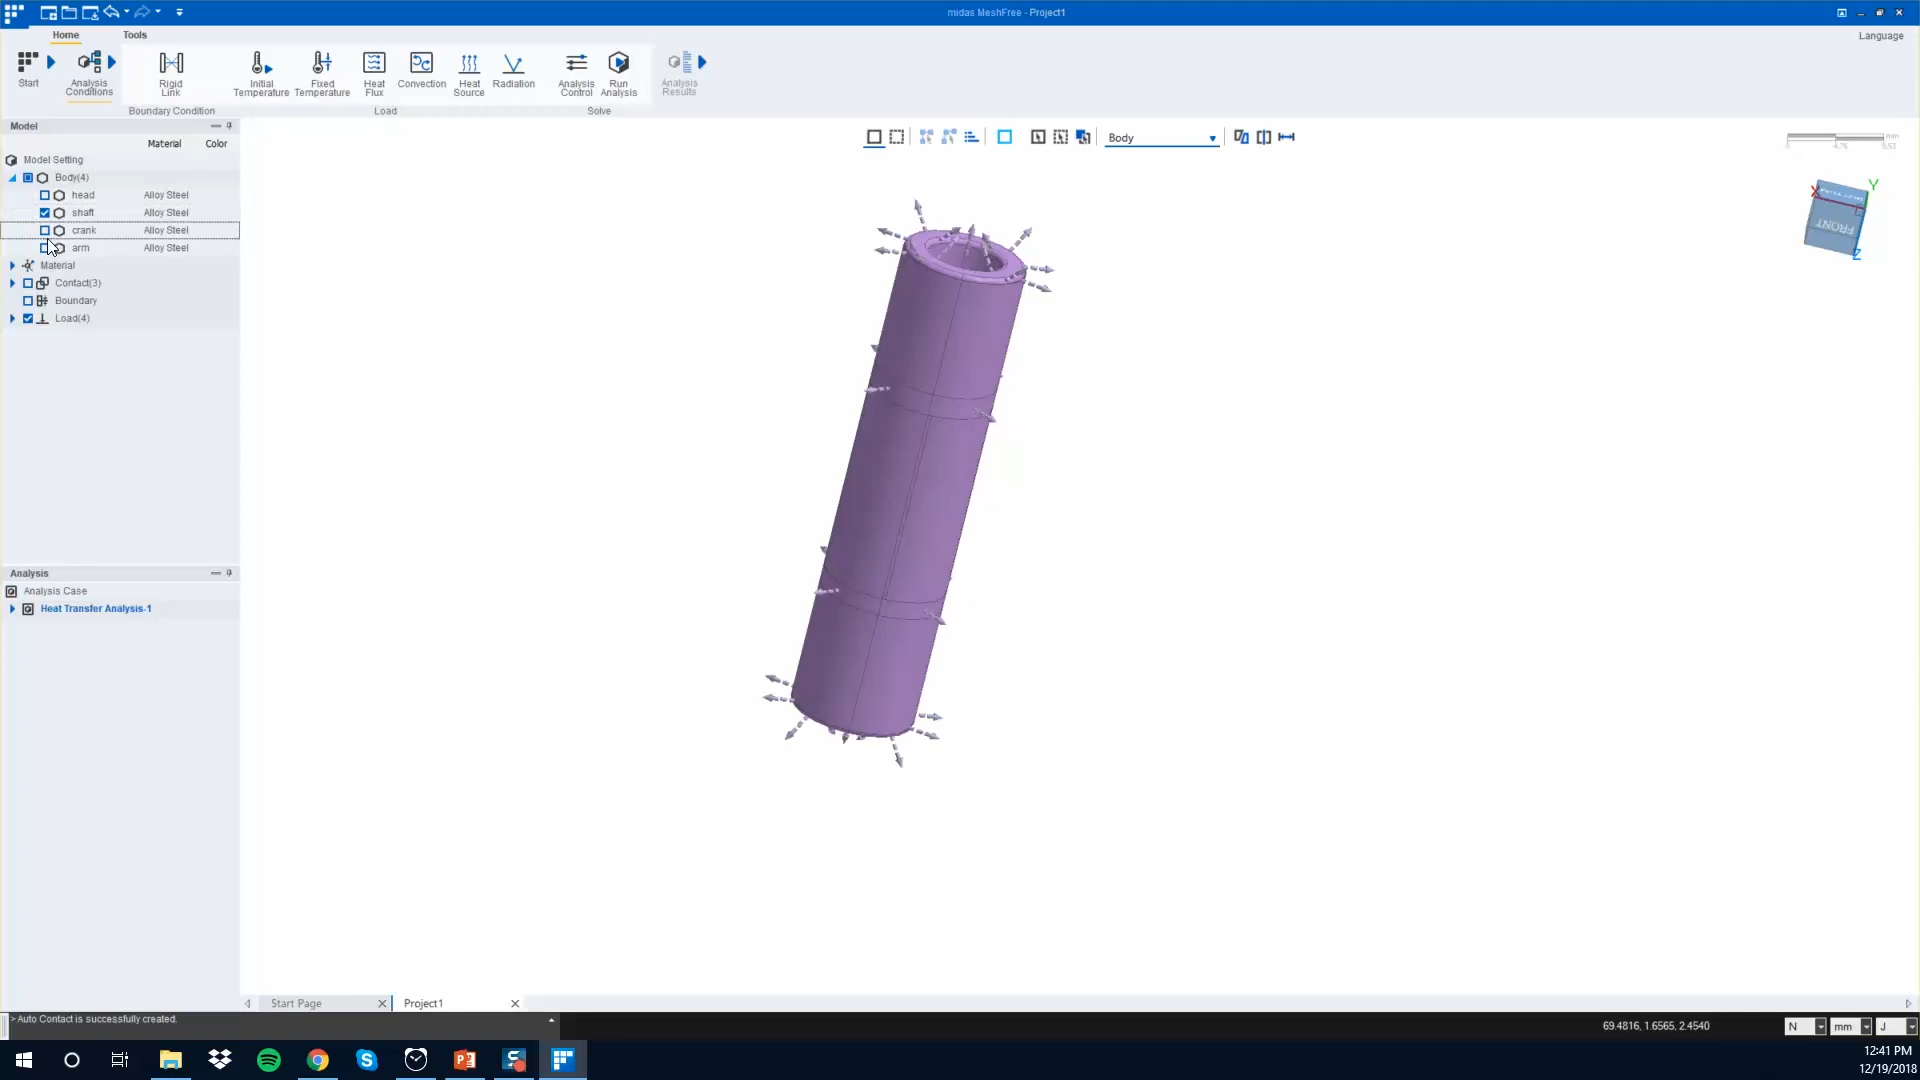 midas MeshFree - Project1
Home
Tools
Language
Start
Analysis Conditions
Rigid Link
Initial Temperature
Fixed Temperature
Heat Flux
Convection
Heat Source
Radiation
Analysis Control
Run Analysis
Analysis Results
Boundary Condition
Load
Solve
Model
Material
Color
Model Setting
Body(4)
head
Alloy Steel
shaft
Alloy Steel
crank
Alloy Steel
arm
Alloy Steel
Material
Contact(3)
Boundary
Load(4)
Body
mm
X
Y
Z
FRONT
Analysis
Analysis Case
Heat Transfer Analysis-1
Start Page
Project1
> Auto Contact is successfully created.
69.4816, 1.6565, 2.4540
N
mm
J
12:41 PM
12/19/2018